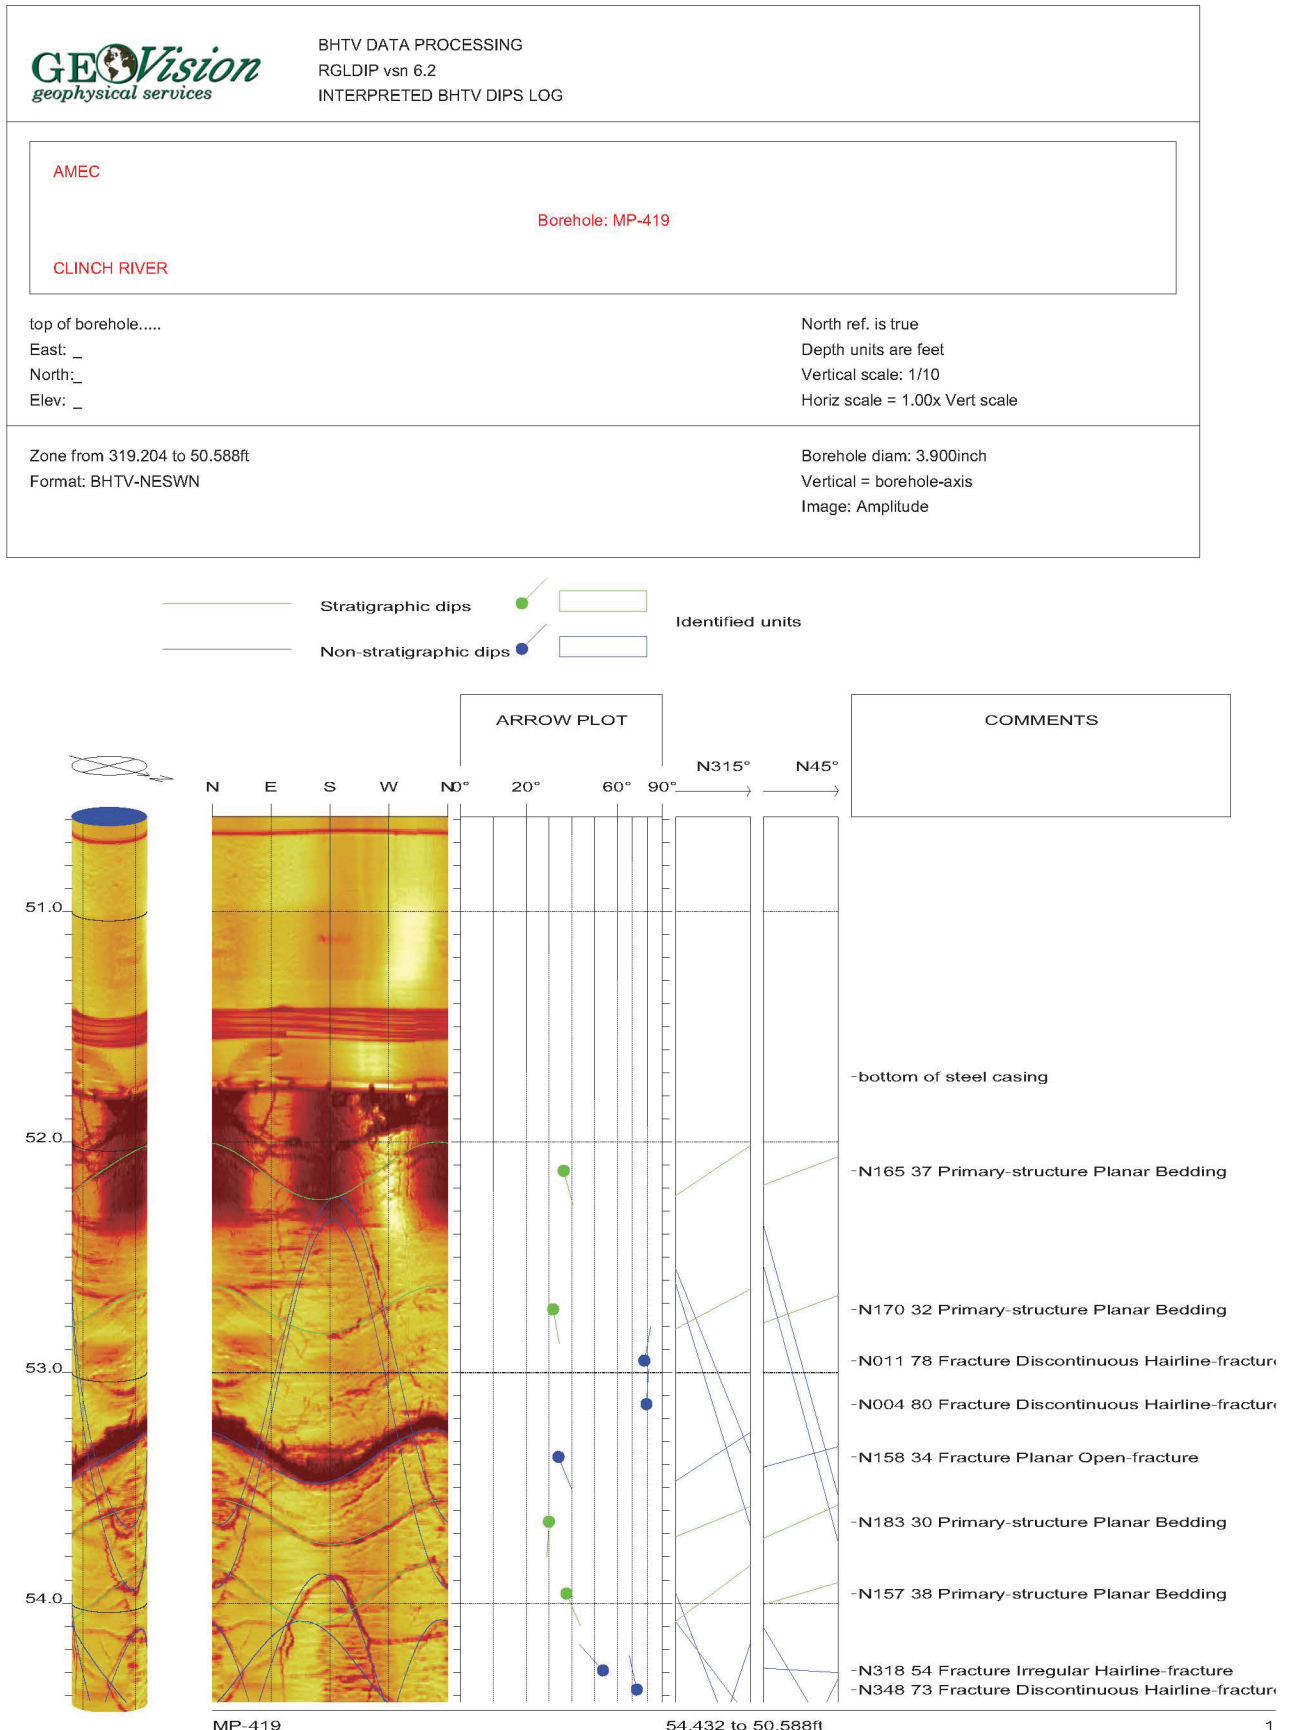 GEOVision
geophysical services
BHTV DATA PROCESSING
RGLDIP vsn 6.2
INTERPRETED BHTV DIPS LOG
AMEC
Borehole: MP-419
CLINCH RIVER
top of borehole.....
East: _
North:_
Elev: _
North ref. is true
Depth units are feet
Vertical scale: 1/10
Horiz scale = 1.00x Vert scale
Zone from 319.204 to 50.588ft
Format: BHTV-NESWN
Borehole diam: 3.900inch
Vertical = borehole-axis
Image: Amplitude
Stratigraphic dips
Identified units
Non-stratigraphic dips
ARROW PLOT
COMMENTS
N315° N45°
N E S W N 0° 20° 60° 90°
51.0
-bottom of steel casing
52.0
-N165 37 Primary-structure Planar Bedding
-N170 32 Primary-structure Planar Bedding
-N011 78 Fracture Discontinuous Hairline-fracture
53.0
-N004 80 Fracture Discontinuous Hairline-fracture
-N158 34 Fracture Planar Open-fracture
-N183 30 Primary-structure Planar Bedding
-N157 38 Primary-structure Planar Bedding
54.0
-N318 54 Fracture Irregular Hairline-fracture
-N348 73 Fracture Discontinuous Hairline-fracture
MP-419 54.432 to 50.588ft 1